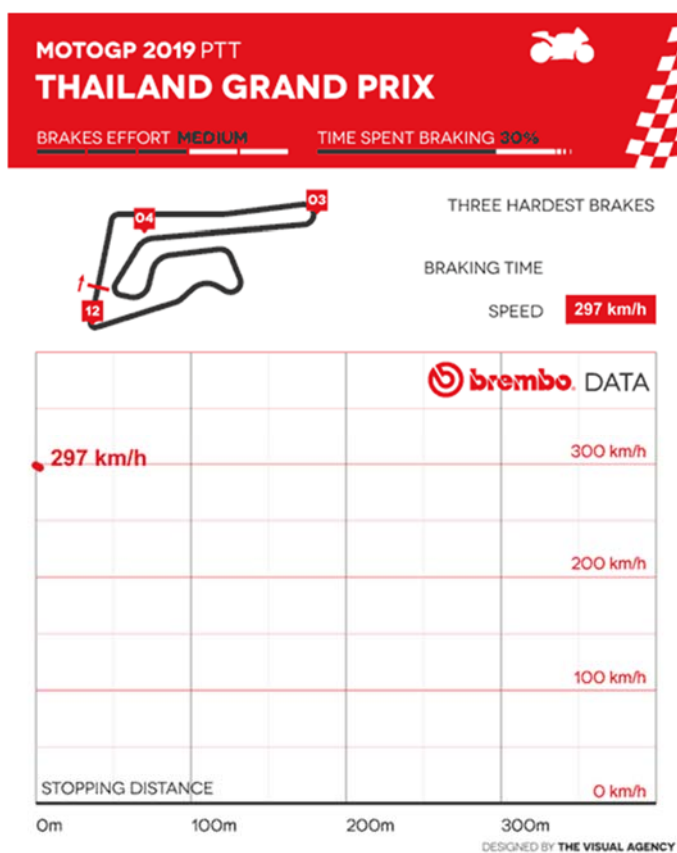 MOTOGP 2019 PTT
THAILAND GRAND PRIX
BRAKES EFFORT MEDIUM
TIME SPENT BRAKING 30%
03
04
12
THREE HARDEST BRAKES
BRAKING TIME
SPEED 297 km/h
brembo. DATA
297 km/h
300 km/h
200 km/h
100 km/h
STOPPING DISTANCE
0 km/h
0m 100m 200m 300m
DESIGNED BY THE VISUAL AGENCY